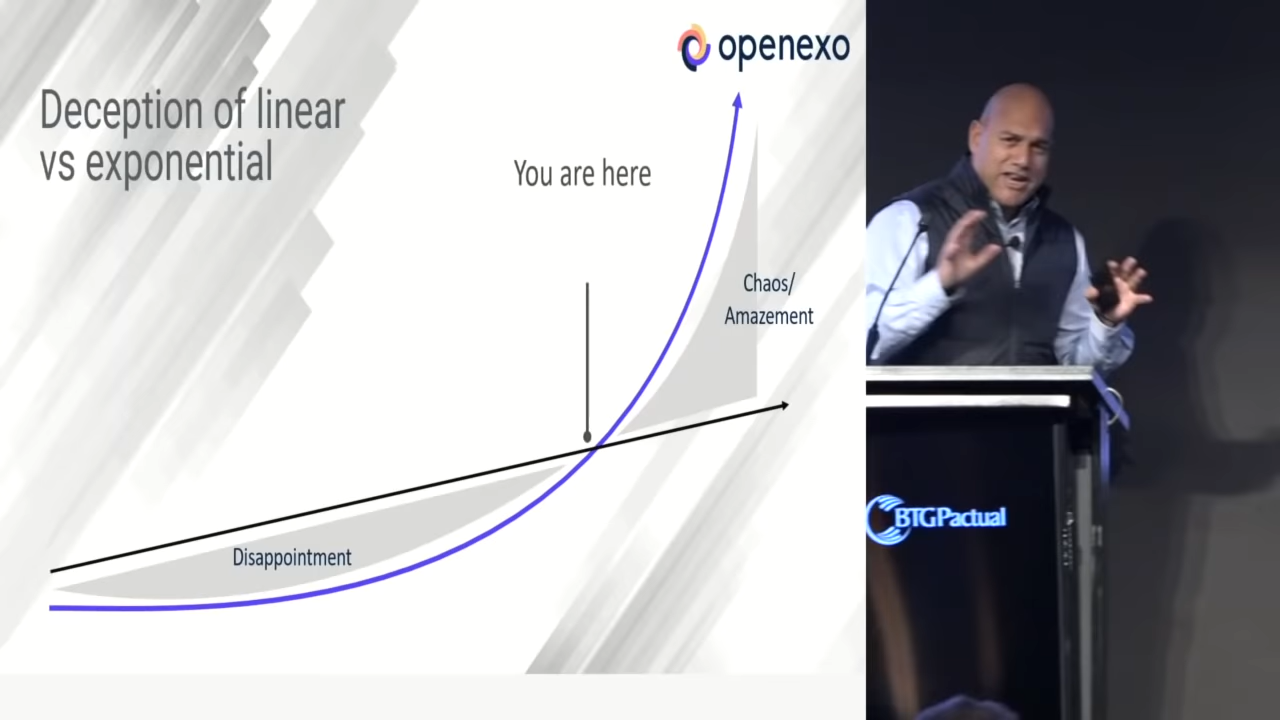 openexo
Deception of linear
vs exponential
You are here
Chaos/
Amazement
Disappointment
BTGPactual